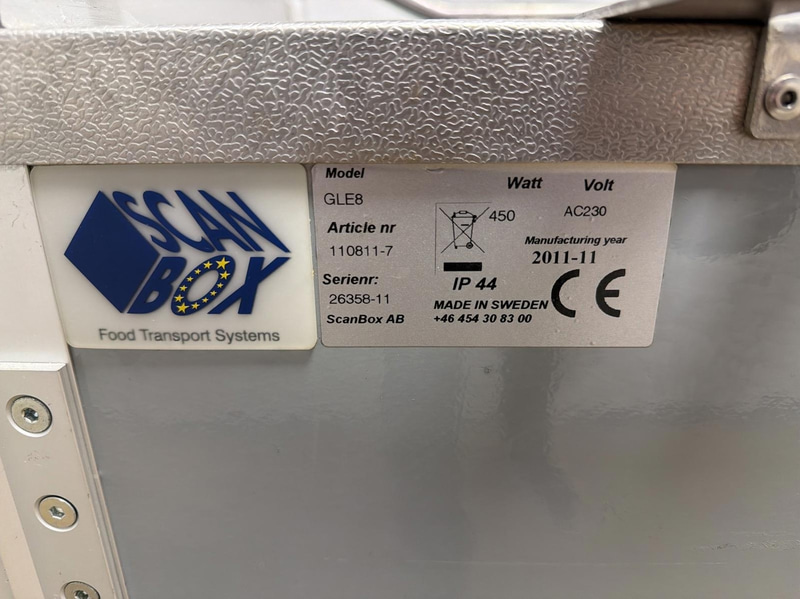 SCAN
BOX
Food Transport Systems
Model
GLE8
Article nr
110811-7
Serienr:
26358-11
ScanBox AB
Watt
450
Volt
AC230
Manufacturing year
2011-11
IP 44
MADE IN SWEDEN
+46 454 30 83 00
CE